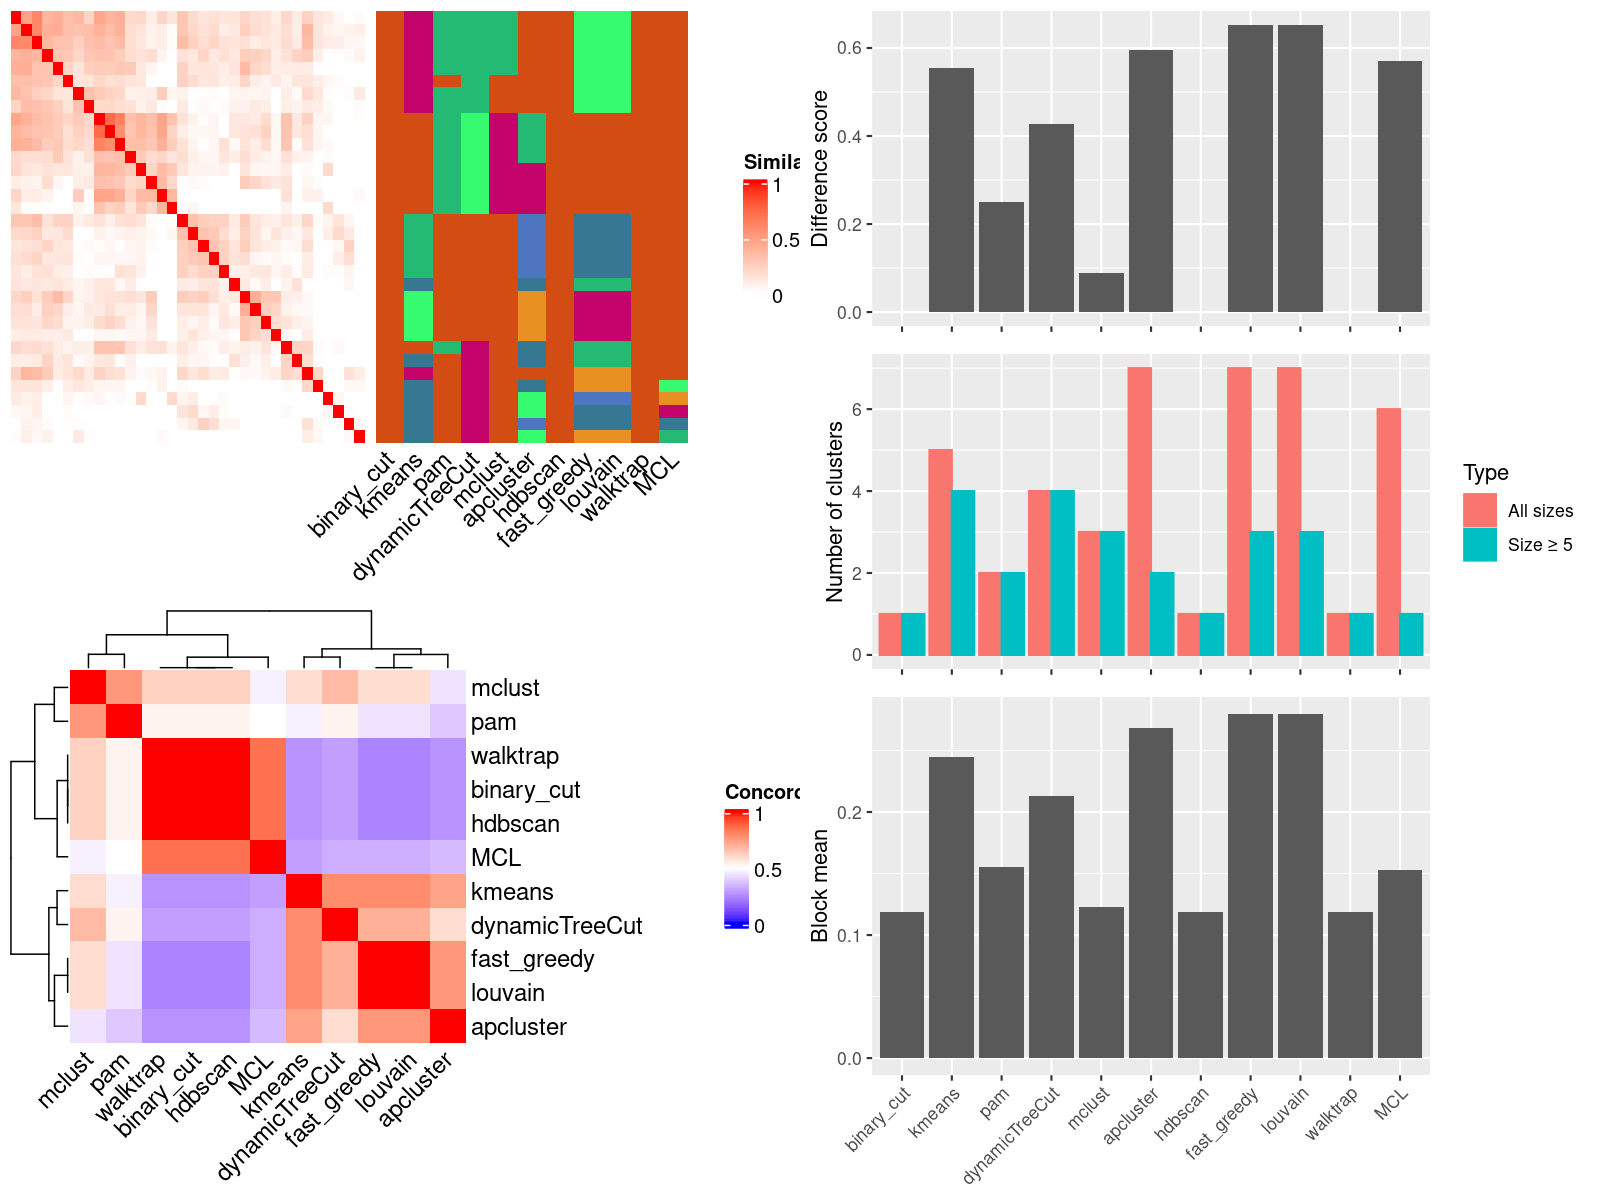 Simila
1
0.5
0
binary_cut
kmeans
pam
dynamicTreeCut
mclust
apcluster
hdbscan
fast_greedy
louvain
walktrap
MCL
mclust
pam
walktrap
binary_cut
hdbscan
MCL
kmeans
dynamicTreeCut
fast_greedy
louvain
apcluster
mclust
pam
walktrap
binary_cut
hdbscan
MCL
kmeans
dynamicTreeCut
fast_greedy
louvain
apcluster
Concord
1
0.5
0
Difference score
0.6
0.4
0.2
0.0
Number of clusters
6
4
2
0
Type
All sizes
Size ≥ 5
Block mean
0.2
0.1
0.0
binary_cut
kmeans
pam
dynamicTreeCut
mclust
apcluster
hdbscan
fast_greedy
louvain
walktrap
MCL